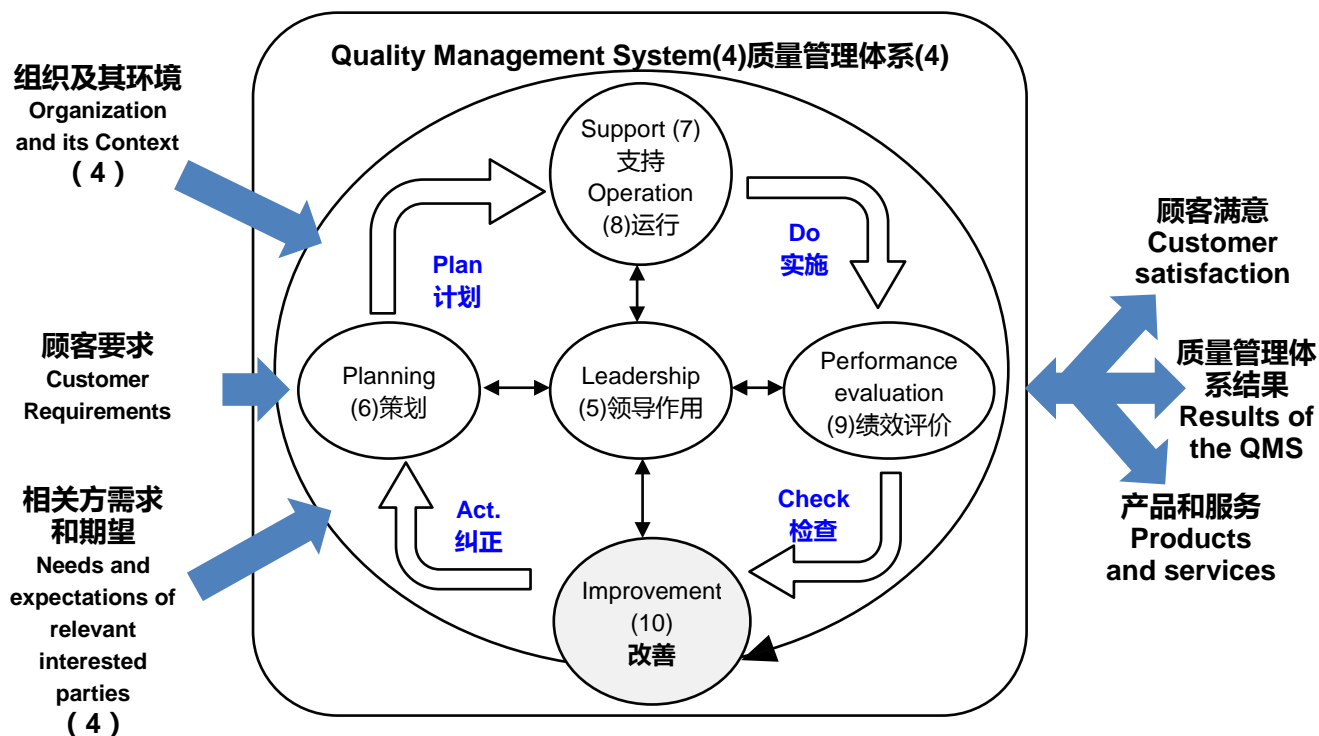 Quality Management System(4)质量管理体系(4)
组织及其环境
Organization
and its Context
（4）
顾客要求
Customer
Requirements
相关方需求
和期望
Needs and
expectations of
relevant
interested
parties
（4）
Support (7)
支持
Operation
(8)运行
Plan
计划
Do
实施
Planning
(6)策划
Leadership
(5)领导作用
Performance
evaluation
(9)绩效评价
Act.
纠正
Check
检查
Improvement
(10)
改善
顾客满意
Customer
satisfaction
质量管理体
系结果
Results of
the QMS
产品和服务
Products
and services